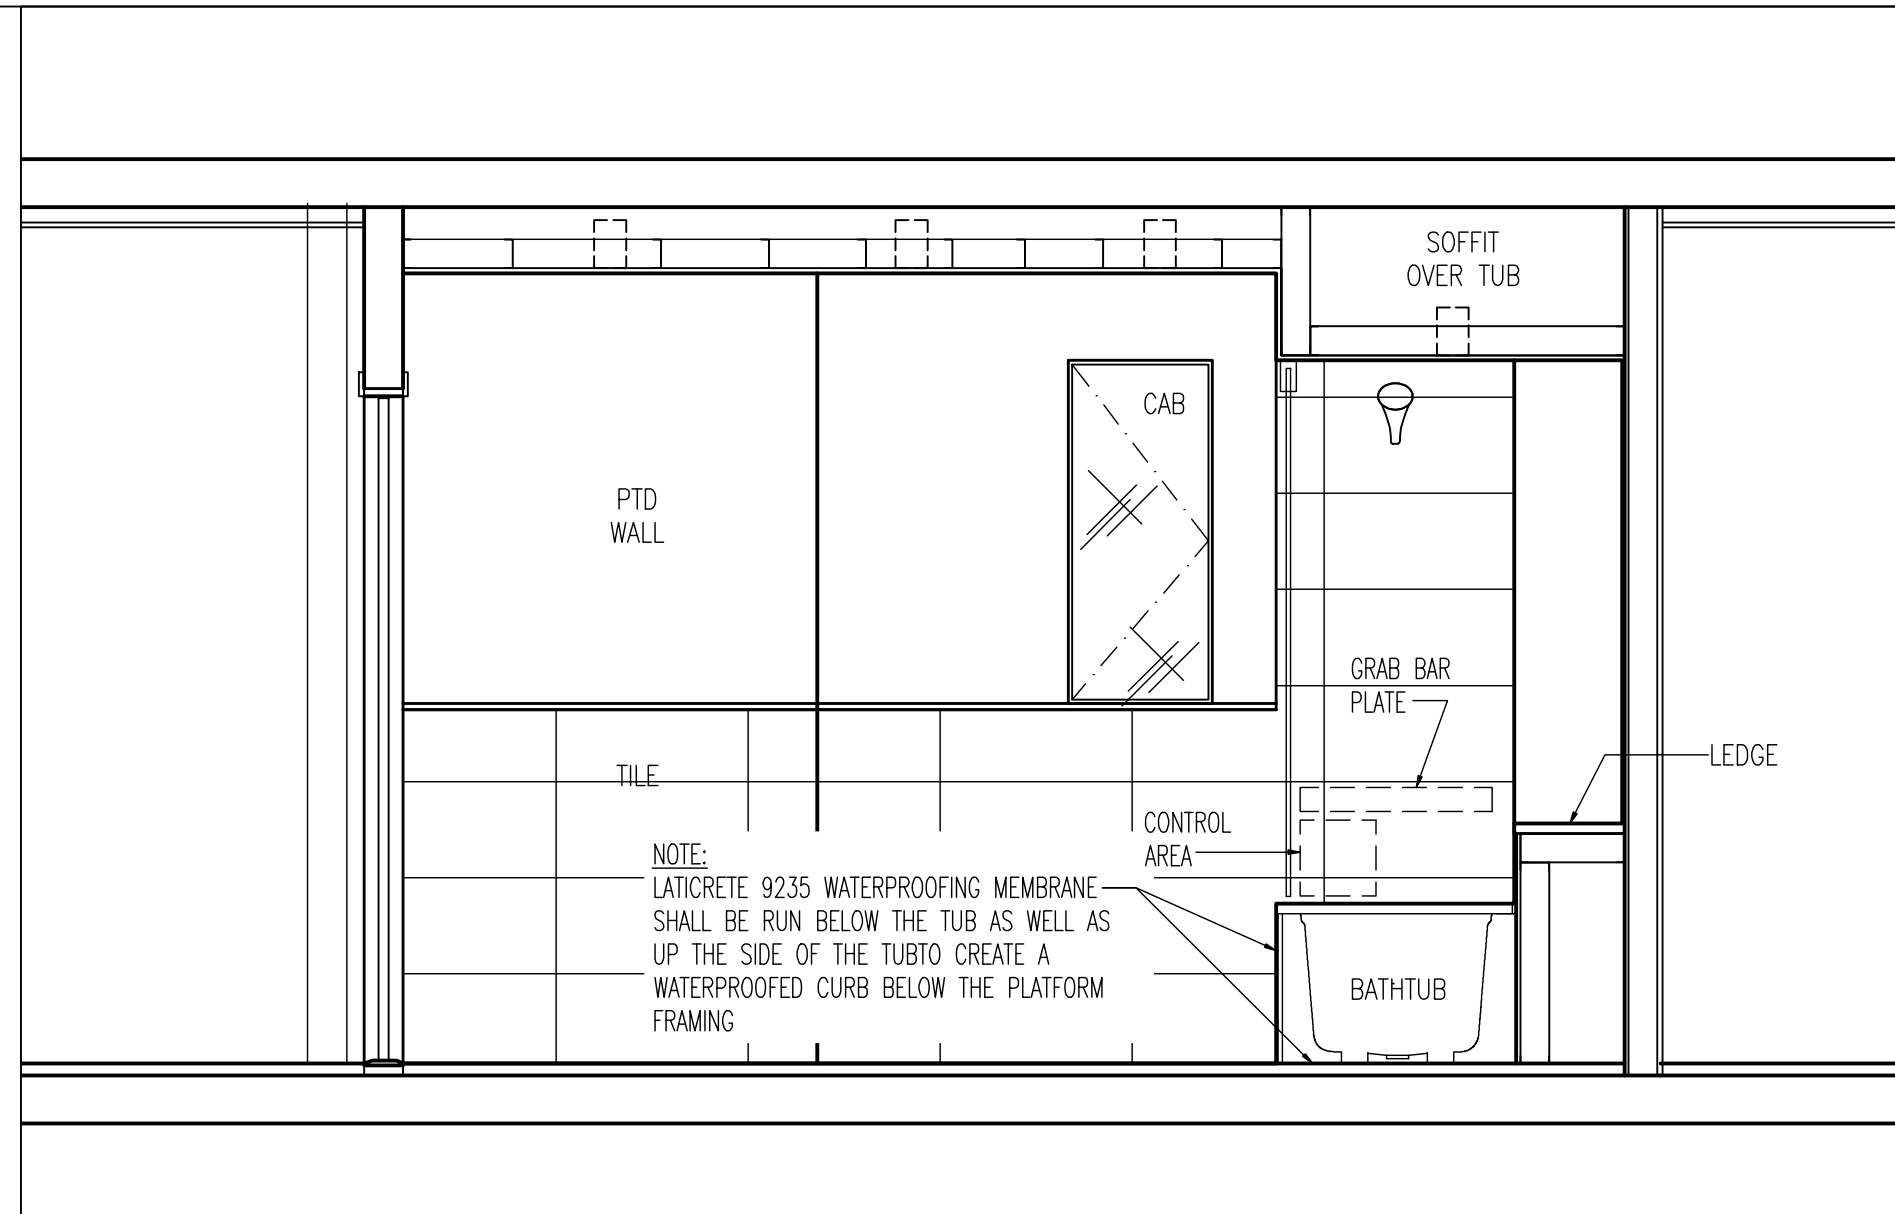 SOFFIT
OVER TUB
CAB
PTD
WALL
GRAB BAR
PLATE
LEDGE
TILE
CONTROL
AREA
NOTE:
LATICRETE 9235 WATERPROOFING MEMBRANE
SHALL BE RUN BELOW THE TUB AS WELL AS
UP THE SIDE OF THE TUBTO CREATE A
WATERPROOFED CURB BELOW THE PLATFORM
FRAMING
BATHTUB